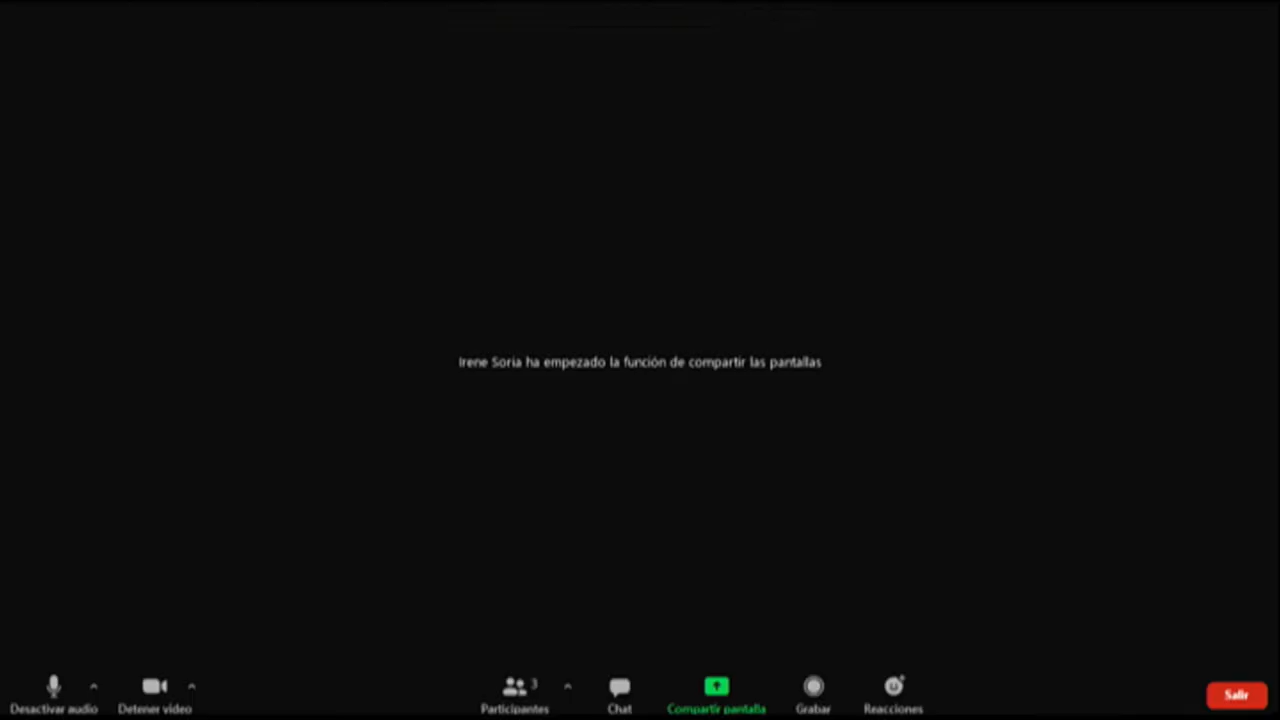 Irene Soria ha empezado la función de compartir las pantallas
3
Desactivar audio
Detener vídeo
Participantes
Chat
Compartir pantalla
Grabar
Reacciones
Salir